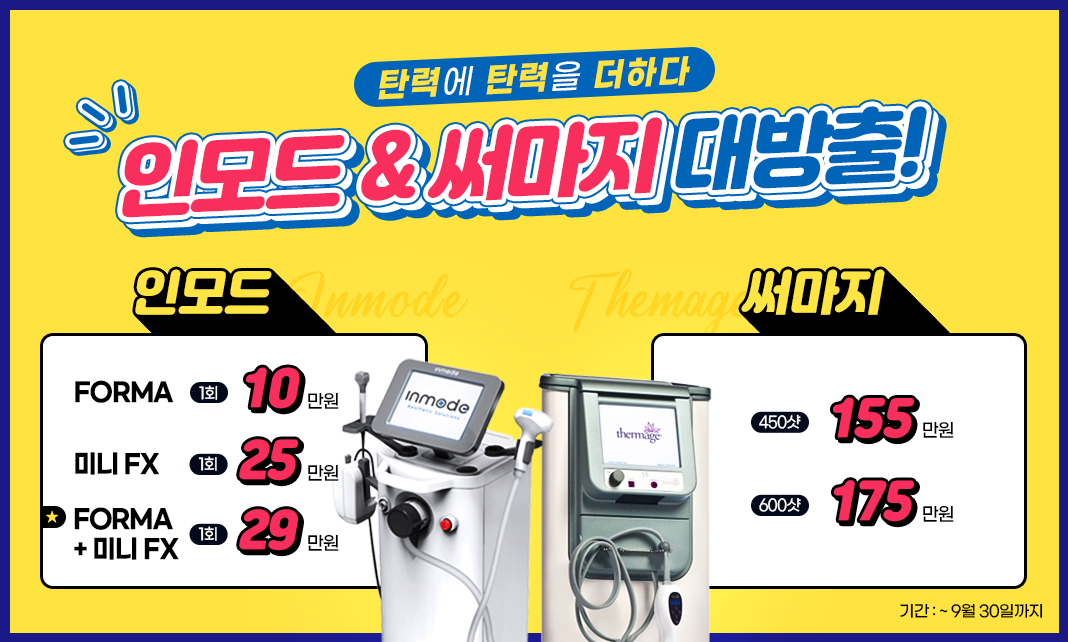 탄력에 탄력을 더하다
인모드 & 써마지 대방출!
인모드
Inmode
FORMA 1회 10만원
미니 FX 1회 25만원
FORMA
+ 미니 FX 1회 29만원
inmode
inmode
Aesthetic Solutions
Themage
써마지
thermage
450샷 155만원
600샷 175만원
기간 : ~ 9월 30일까지